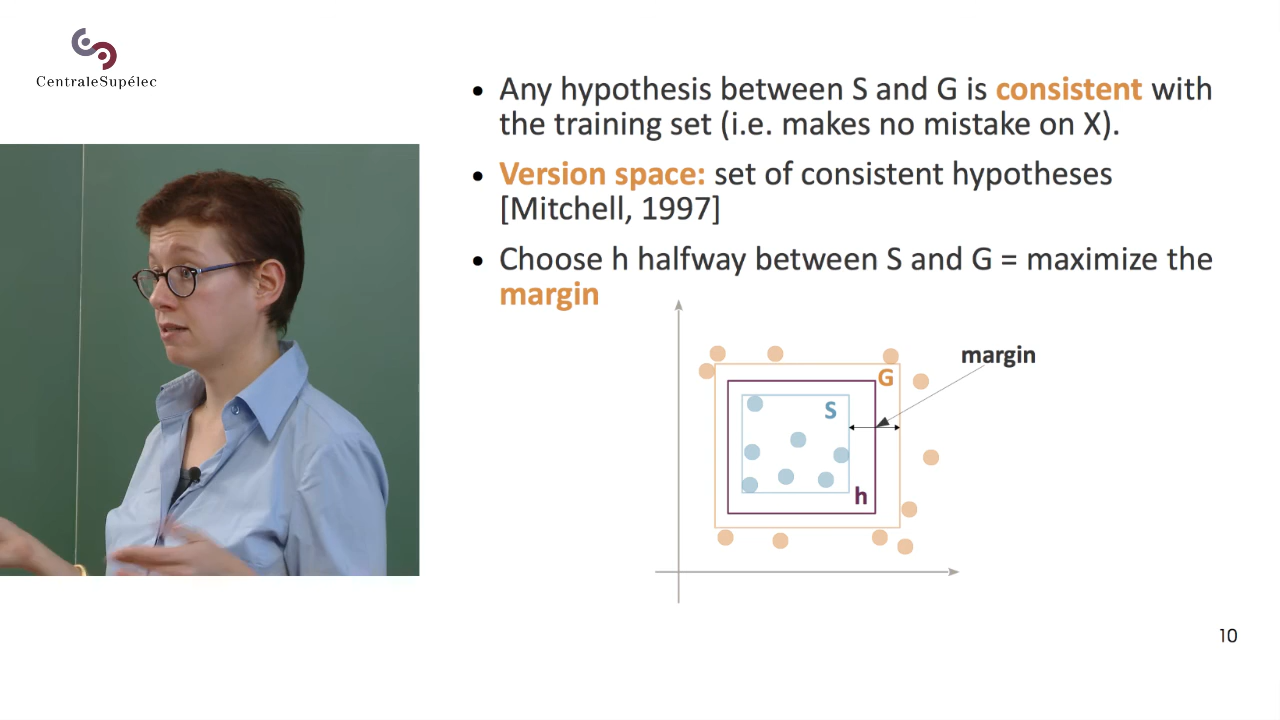 CentraleSupélec
• Any hypothesis between S and G is consistent with
the training set (i.e. makes no mistake on X).
• Version space: set of consistent hypotheses
[Mitchell, 1997]
• Choose h halfway between S and G = maximize the
margin
margin
G
S
h
10